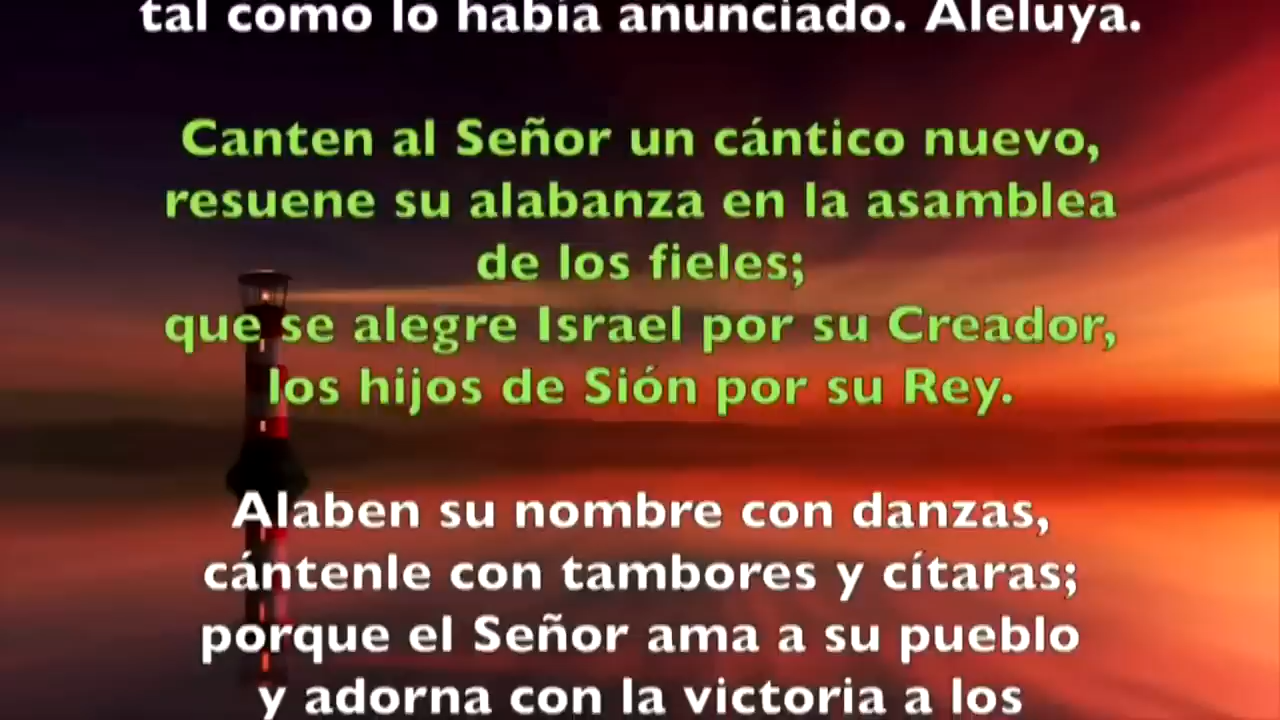 tal como lo había anunciado. Aleluya.
Canten al Señor un cántico nuevo,
resuene su alabanza en la asamblea
de los fieles;
que se alegre Israel por su Creador,
los hijos de Sión por su Rey.
Alaben su nombre con danzas,
cántenle con tambores y cítaras;
porque el Señor ama a su pueblo
y adorna con la victoria a los